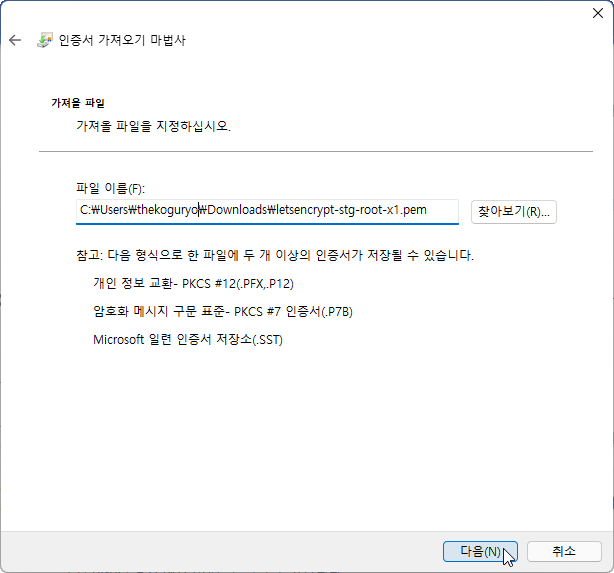 인증서 가져오기 마법사
가져올 파일
가져올 파일을 지정하십시오.
파일 이름(F):
C:₩Users₩thekoguryo₩Downloads₩letsencrypt-stg-root-x1.pem
찾아보기(R)...
참고: 다음 형식으로 한 파일에 두 개 이상의 인증서가 저장될 수 있습니다.
개인 정보 교환- PKCS #12(.PFX,.P12)
암호화 메시지 구문 표준- PKCS #7 인증서(.P7B)
Microsoft 일련 인증서 저장소(.SST)
다음(N)
취소